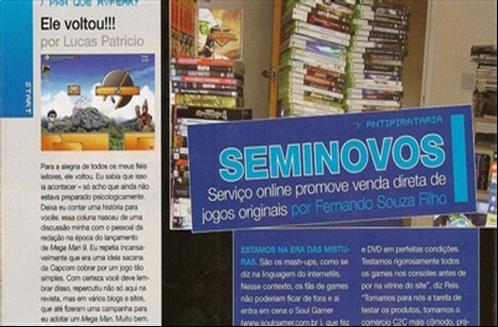 > PRA QUE APELAR?
Ele voltou!!!
por Lucas Patricio
START
Para a alegria de todos os meus fiéis
leitores, ele voltou. Eu sabia que isso
ia acontecer – só acho que ainda não
estava preparado psicologicamente.
Deixa eu contar uma história para
vocês: essa coluna nasceu de uma
discussão minha com o pessoal da
redação na época do lançamento
de Mega Man 9. Eu repetia incansa-
velmente que era uma ideia sacana
da Capcom cobrar por um jogo tão
simples. Com certeza você deve lem-
brar disso, repercutiu não só aqui na
revista, mas em vários blogs e sites,
que até fizeram uma campanha para
eu adotar um Mega Man. Muito bem,
> ANTIPIRATARIA
SEMINOVOS
Serviço online promove venda direta de
jogos originais por Fernando Souza Filho
ESTAMOS NA ERA DAS MISTU-
RAS. São os mash-ups, como se
diz na linguagem do internetês.
Nesse contexto, os fãs de games
não poderiam ficar de fora e aí
entra em cena o Soul Gamer
(www.soulgamer.com.br), que fez
e DVD em perfeitas condições.
Testamos rigorosamente todos
os games nos consoles antes de
por na vitrine do site", diz Reis.
"Tomamos para nós a tarefa de
testar os produtos, tornamos o
comércio C2C mais cômodo, prá-